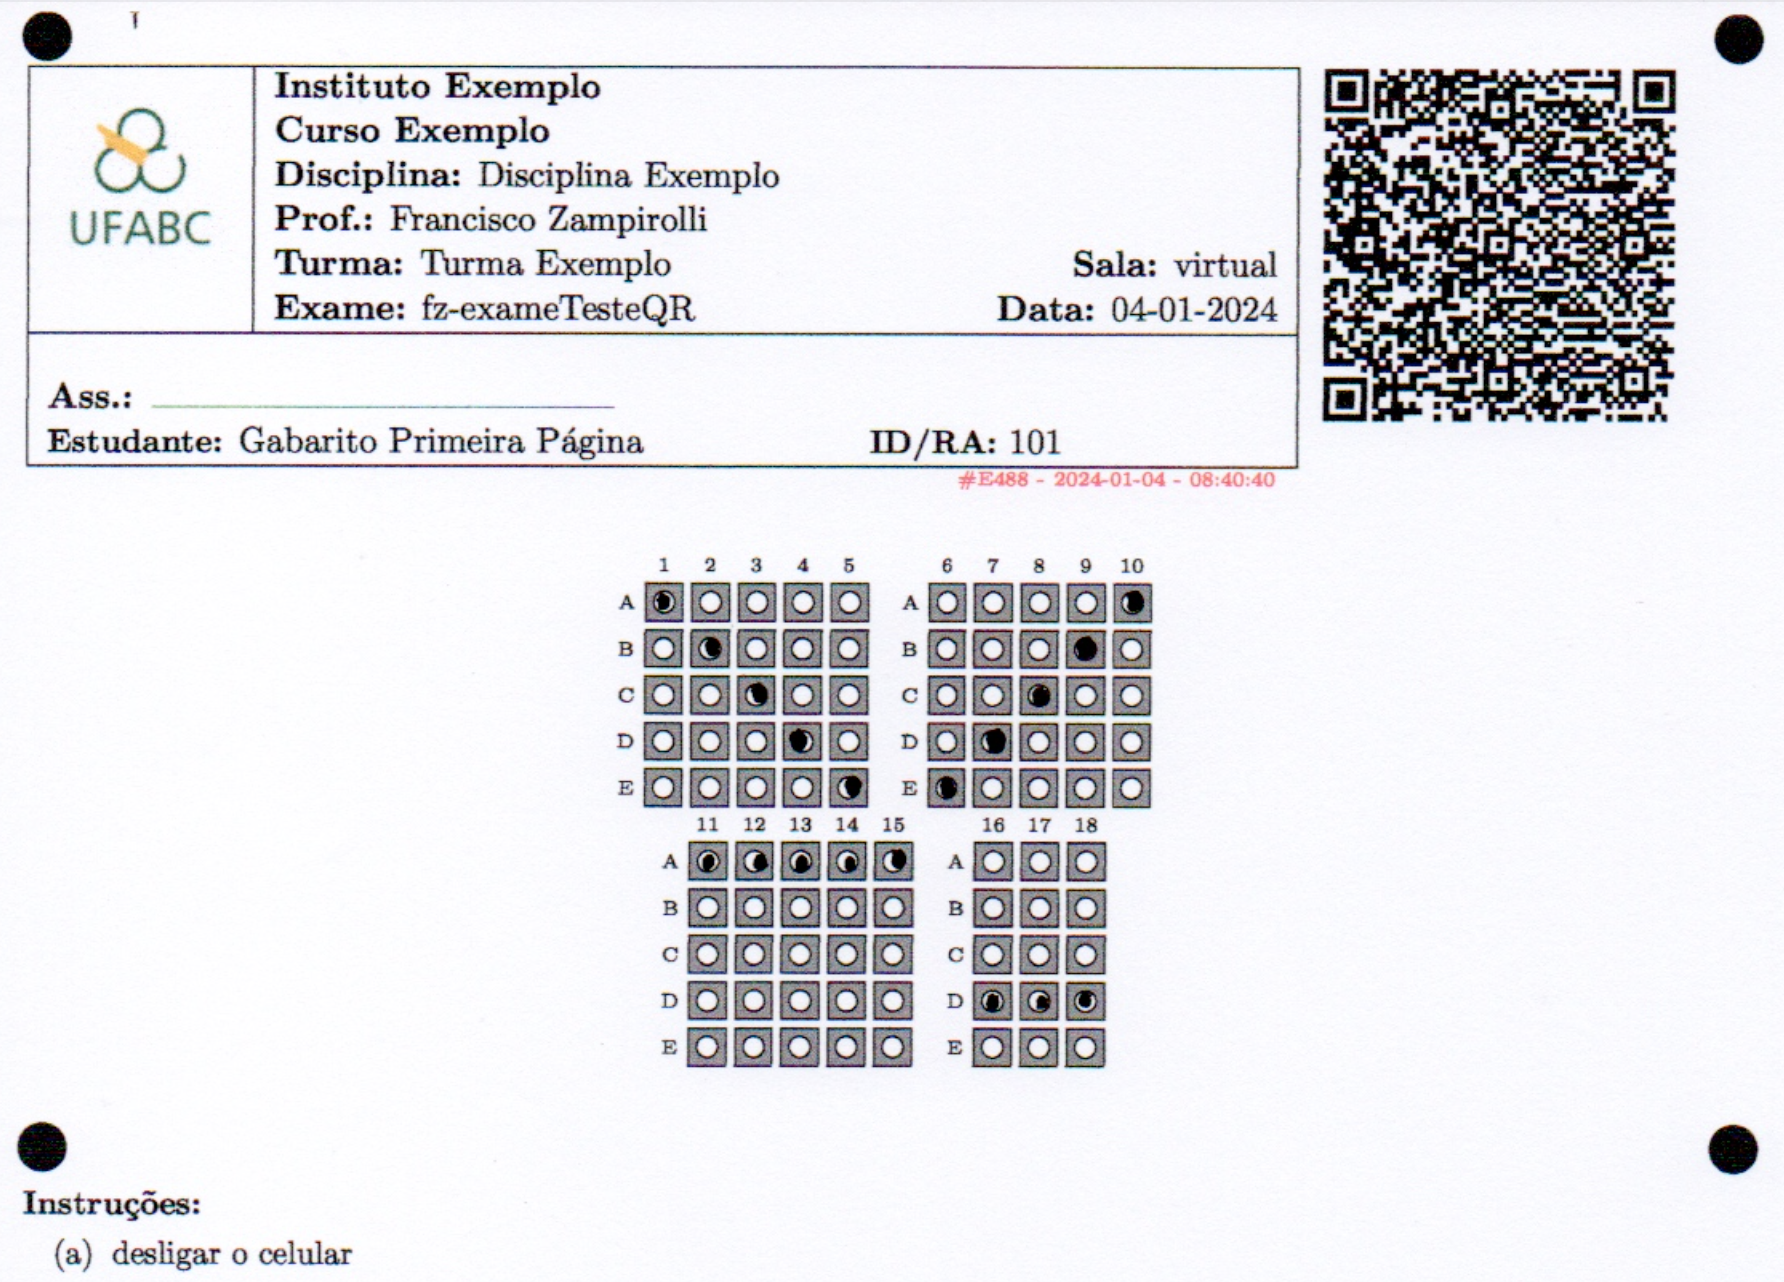 Instituto Exemplo
Curso Exemplo
Disciplina: Disciplina Exemplo
Prof.: Francisco Zampirolli
Turma: Turma Exemplo Sala: virtual
Exame: fz-exameTesteQR Data: 04-01-2024
UFABC
Ass.:
Estudante: Gabarito Primeira Página ID/RA: 101
#E488 - 2024-01-04 - 08:40:40
1 2 3 4 5 6 7 8 9 10
A A
B B
C C
D D
E E
11 12 13 14 15 16 17 18
A A
B B
C C
D D
E E
Instruções:
(a) desligar o celular